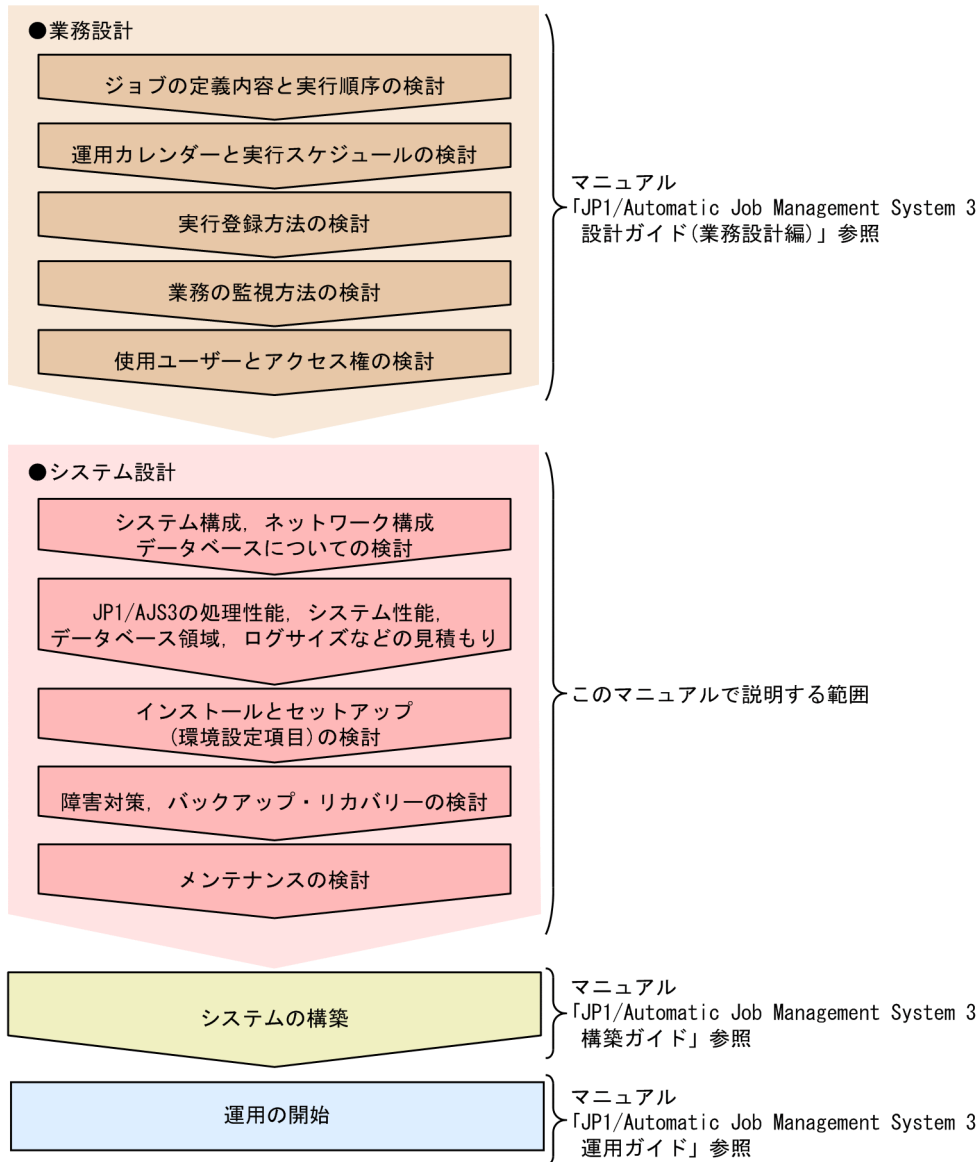 ●業務設計
ジョブの定義内容と実行順序の検討
運用カレンダーと実行スケジュールの検討
実行登録方法の検討
業務の監視方法の検討
使用ユーザーとアクセス権の検討
マニュアル
「JP1/Automatic Job Management System 3
設計ガイド(業務設計編)」参照
●システム設計
システム構成，ネットワーク構成
データベースについての検討
JP1/AJS3の処理性能，システム性能，
データベース領域，ログサイズなどの見積もり
インストールとセットアップ
(環境設定項目)の検討
障害対策，バックアップ・リカバリーの検討
メンテナンスの検討
このマニュアルで説明する範囲
システムの構築
マニュアル
「JP1/Automatic Job Management System 3
構築ガイド」参照
運用の開始
マニュアル
「JP1/Automatic Job Management System 3
運用ガイド」参照